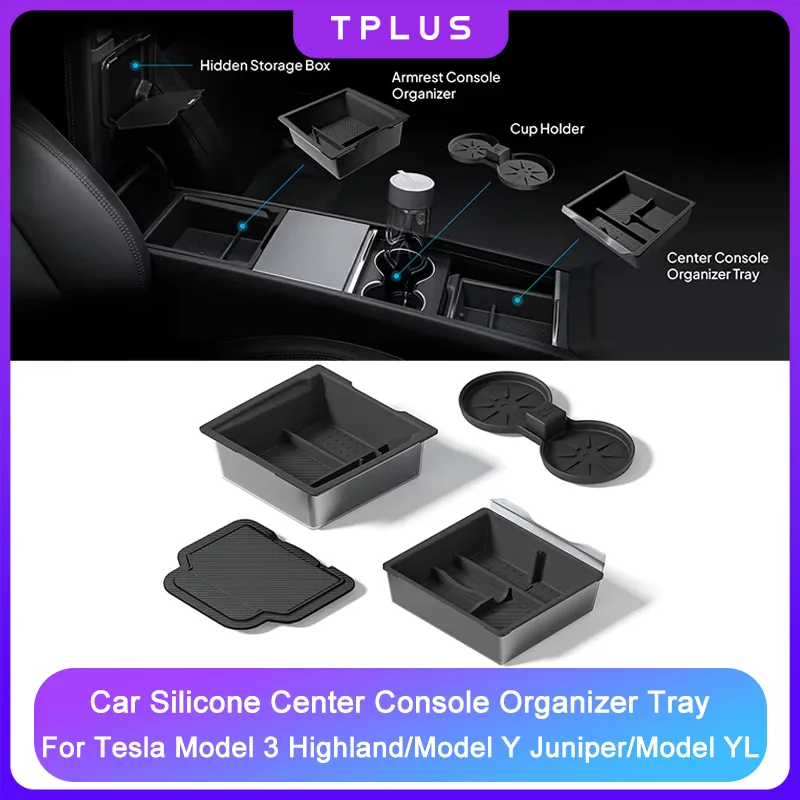 TPLUS
Hidden Storage Box
Armrest Console
Organizer
Cup Holder
Center Console
Organizer Tray
Car Silicone Center Console Organizer Tray
For Tesla Model 3 Highland/Model Y Juniper/Model YL